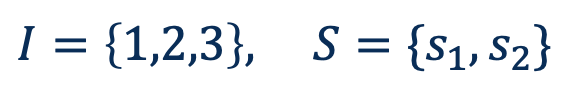 I = {1,2,3},    S = {s₁, s₂}